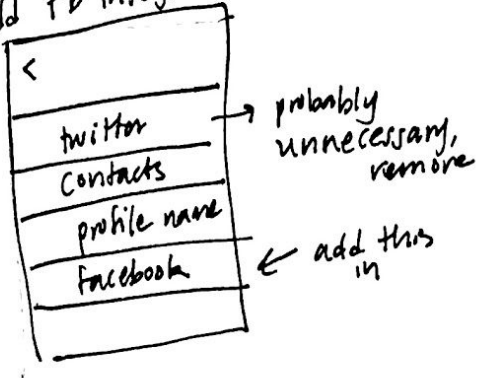 <
twitter
contacts
profile name
facebook
probably
unnecessary,
remove
add this
in